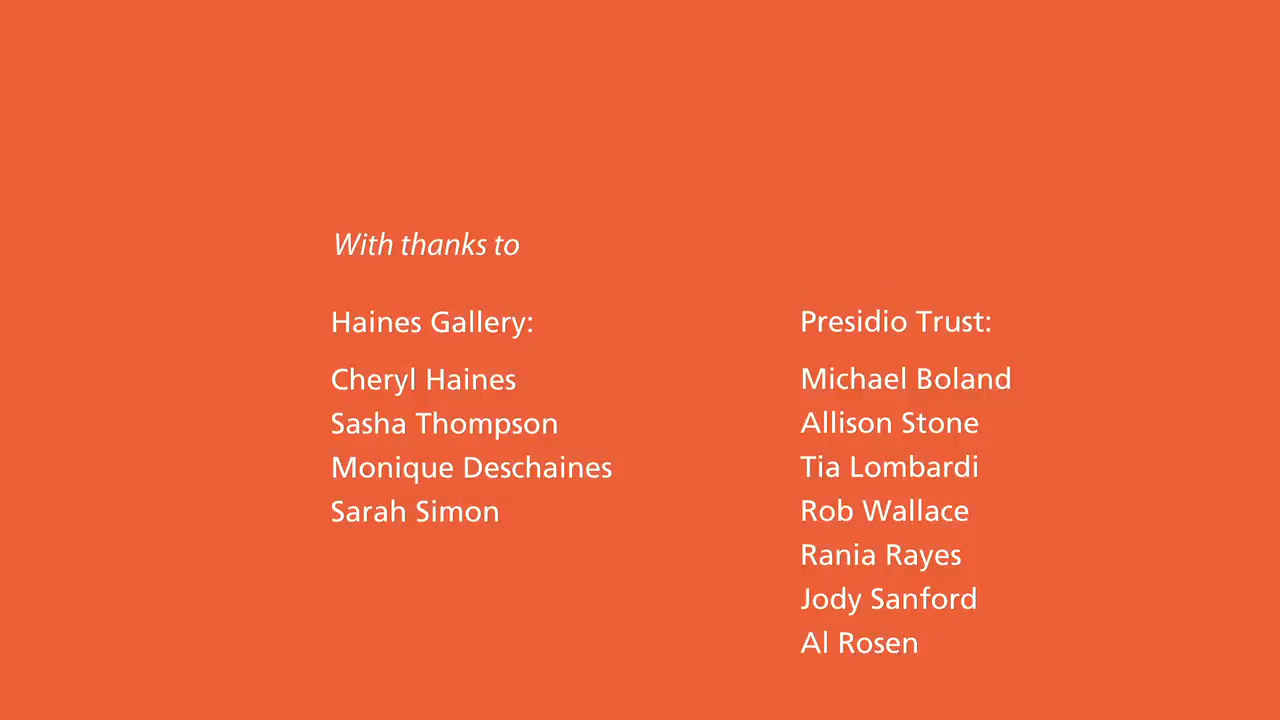 With thanks to
Haines Gallery:
Cheryl Haines
Sasha Thompson
Monique Deschaines
Sarah Simon
Presidio Trust:
Michael Boland
Allison Stone
Tia Lombardi
Rob Wallace
Rania Rayes
Jody Sanford
Al Rosen